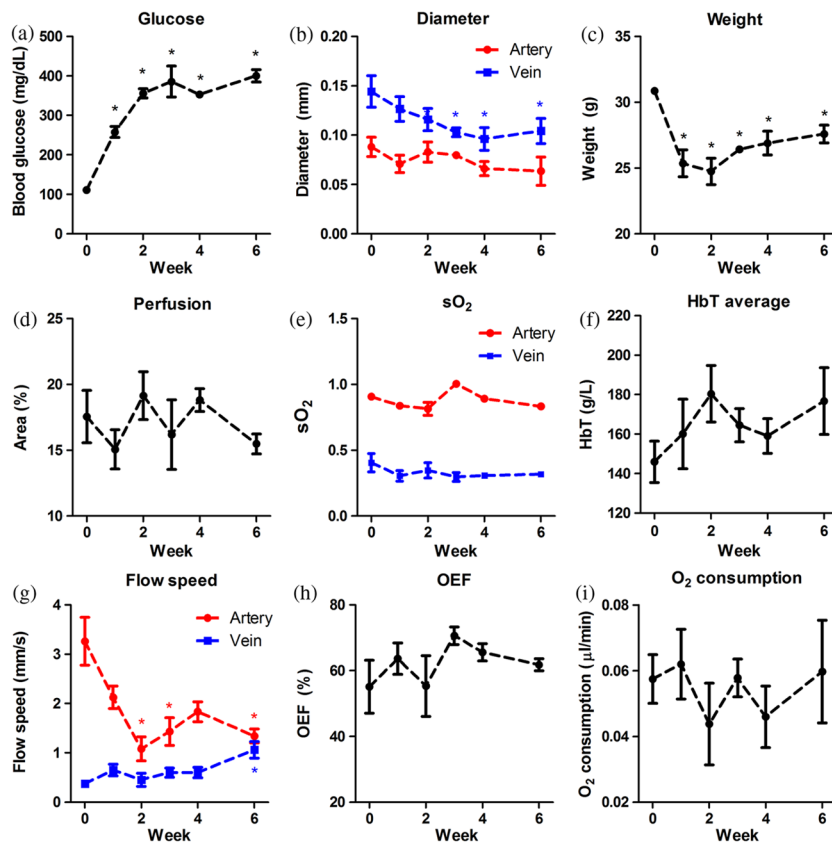 (a) Glucose
Blood glucose (mg/dL)
500
400
300
200
100
0
0 2 4 6
Week
* * * * *
(b) Diameter
Artery
Vein
Diameter (mm)
0.20
0.15
0.10
0.05
0.00
0 2 4 6
Week
* * * *
(c) Weight
Weight (g)
35
30
25
20
0 2 4 6
Week
* * * * *
(d) Perfusion
Area (%)
25
20
15
10
0 2 4 6
Week
(e) sO₂
Artery
Vein
sO₂
1.5
1.0
0.5
0.0
0 2 4 6
Week
(f) HbT average
HbT (g/L)
220
200
180
160
140
120
0 2 4 6
Week
(g) Flow speed
Artery
Vein
Flow speed (mm/s)
4
3
2
1
0
0 2 4 6
Week
* * *
*
(h) OEF
OEF (%)
80
60
40
20
0 2 4 6
Week
(i) O₂ consumption
O₂ consumption (µl/min)
0.08
0.06
0.04
0.02
0 2 4 6
Week